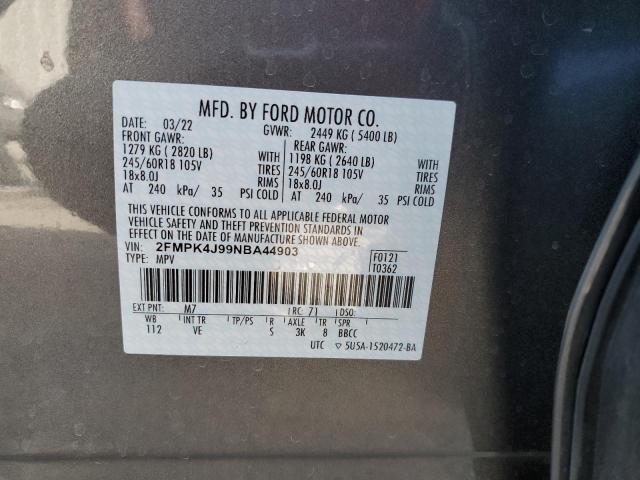 MFD. BY FORD MOTOR CO.
DATE: 03/22 GVWR: 2449 KG ( 5400 LB)
FRONT GAWR: REAR GAWR:
1279 KG ( 2820 LB) WITH 1198 KG ( 2640 LB) WITH
245/60R18 105V TIRES 245/60R18 105V TIRES
18x8.0J RIMS 18x8.0J RIMS
AT 240 kPa/ 35 PSI COLD AT 240 kPa/ 35 PSI COLD
THIS VEHICLE CONFORMS TO ALL APPLICABLE FEDERAL MOTOR
VEHICLE SAFETY AND THEFT PREVENTION STANDARDS IN
EFFECT ON THE DATE OF MANUFACTURE SHOWN ABOVE.
VIN: 2FMPK4J99NBA44903 F0121
MPV T0362
EXT PNT: M7 RC: 71 DSO:
WB INT TR TP/PS R AXLE TR SPR
112 VE S 3K 8 BBCC
UTC ▽ 5U5A-1520472-BA